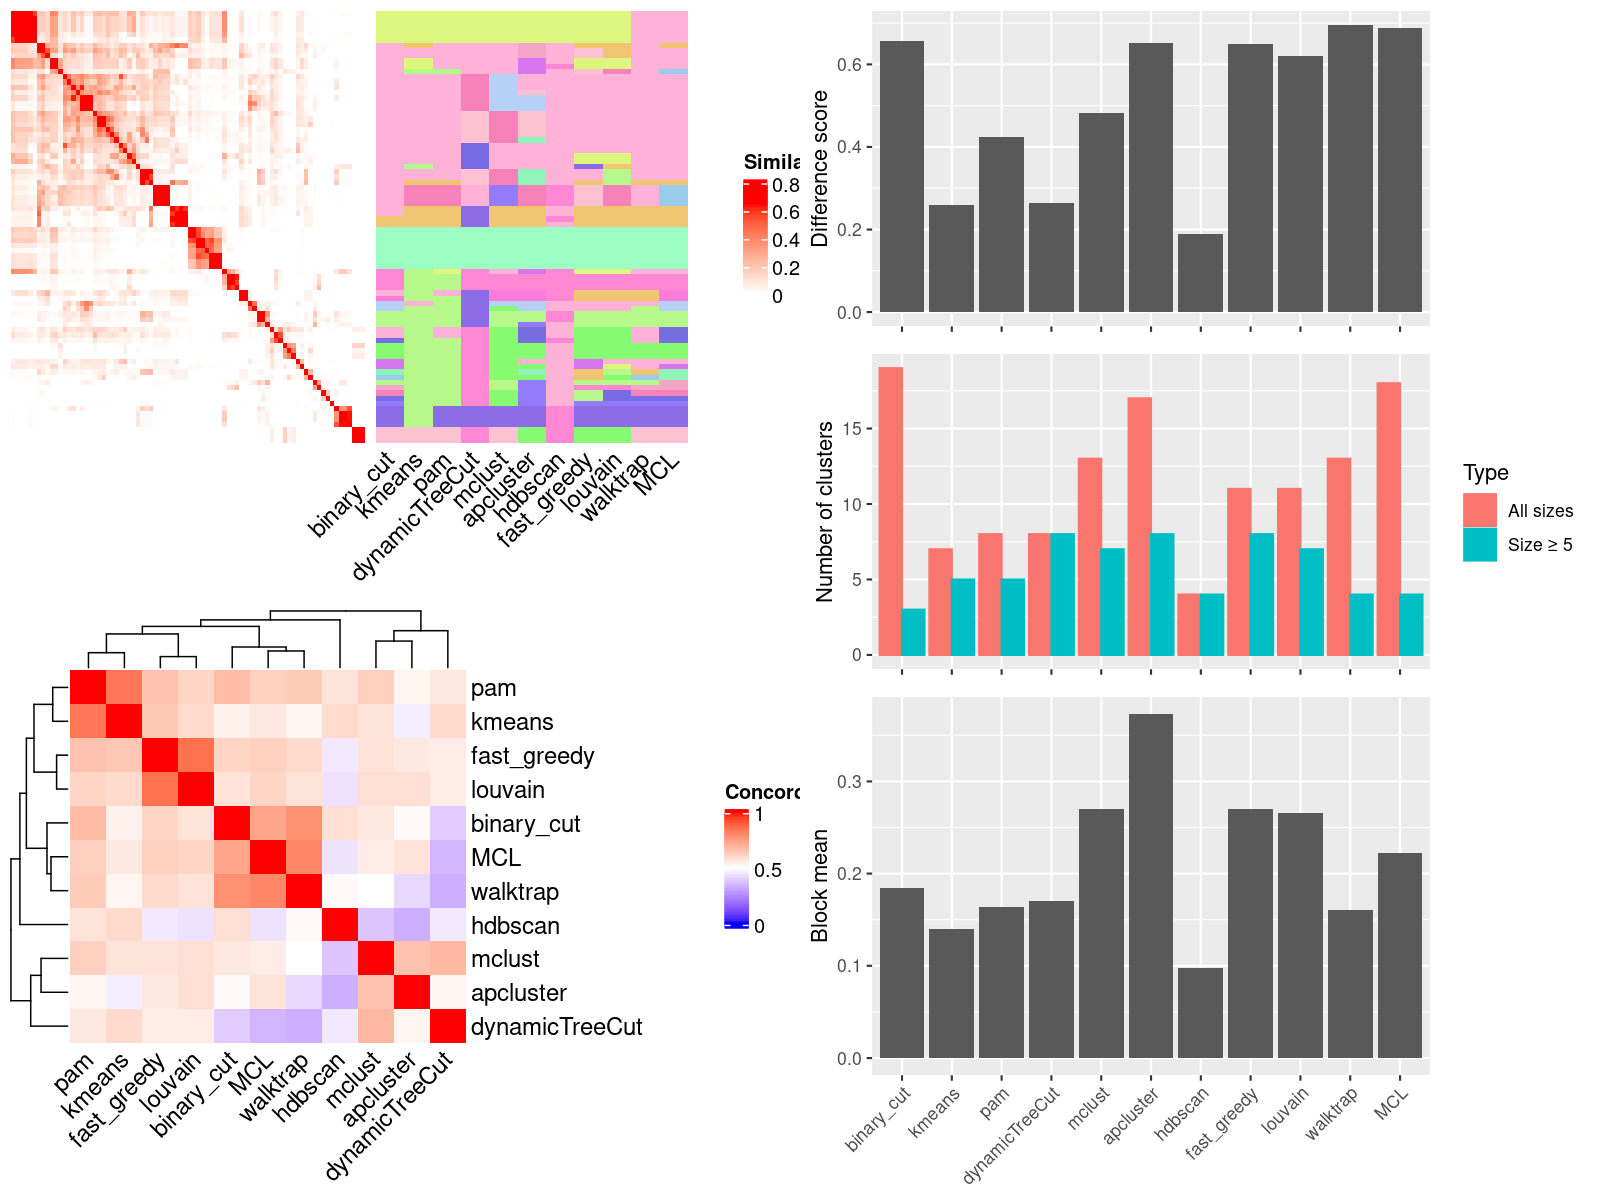 Simila
0.8
0.6
0.4
0.2
0
binary_cut
kmeans
pam
dynamicTreeCut
mclust
apcluster
hdbscan
fast_greedy
louvain
walktrap
MCL
pam
kmeans
fast_greedy
louvain
binary_cut
MCL
walktrap
hdbscan
mclust
apcluster
dynamicTreeCut
pam
kmeans
fast_greedy
louvain
binary_cut
MCL
walktrap
hdbscan
mclust
apcluster
dynamicTreeCut
Concord
1
0.5
0
Difference score
0.6
0.4
0.2
0.0
Number of clusters
15
10
5
0
Type
All sizes
Size ≥ 5
Block mean
0.3
0.2
0.1
0.0
binary_cut
kmeans
pam
dynamicTreeCut
mclust
apcluster
hdbscan
fast_greedy
louvain
walktrap
MCL